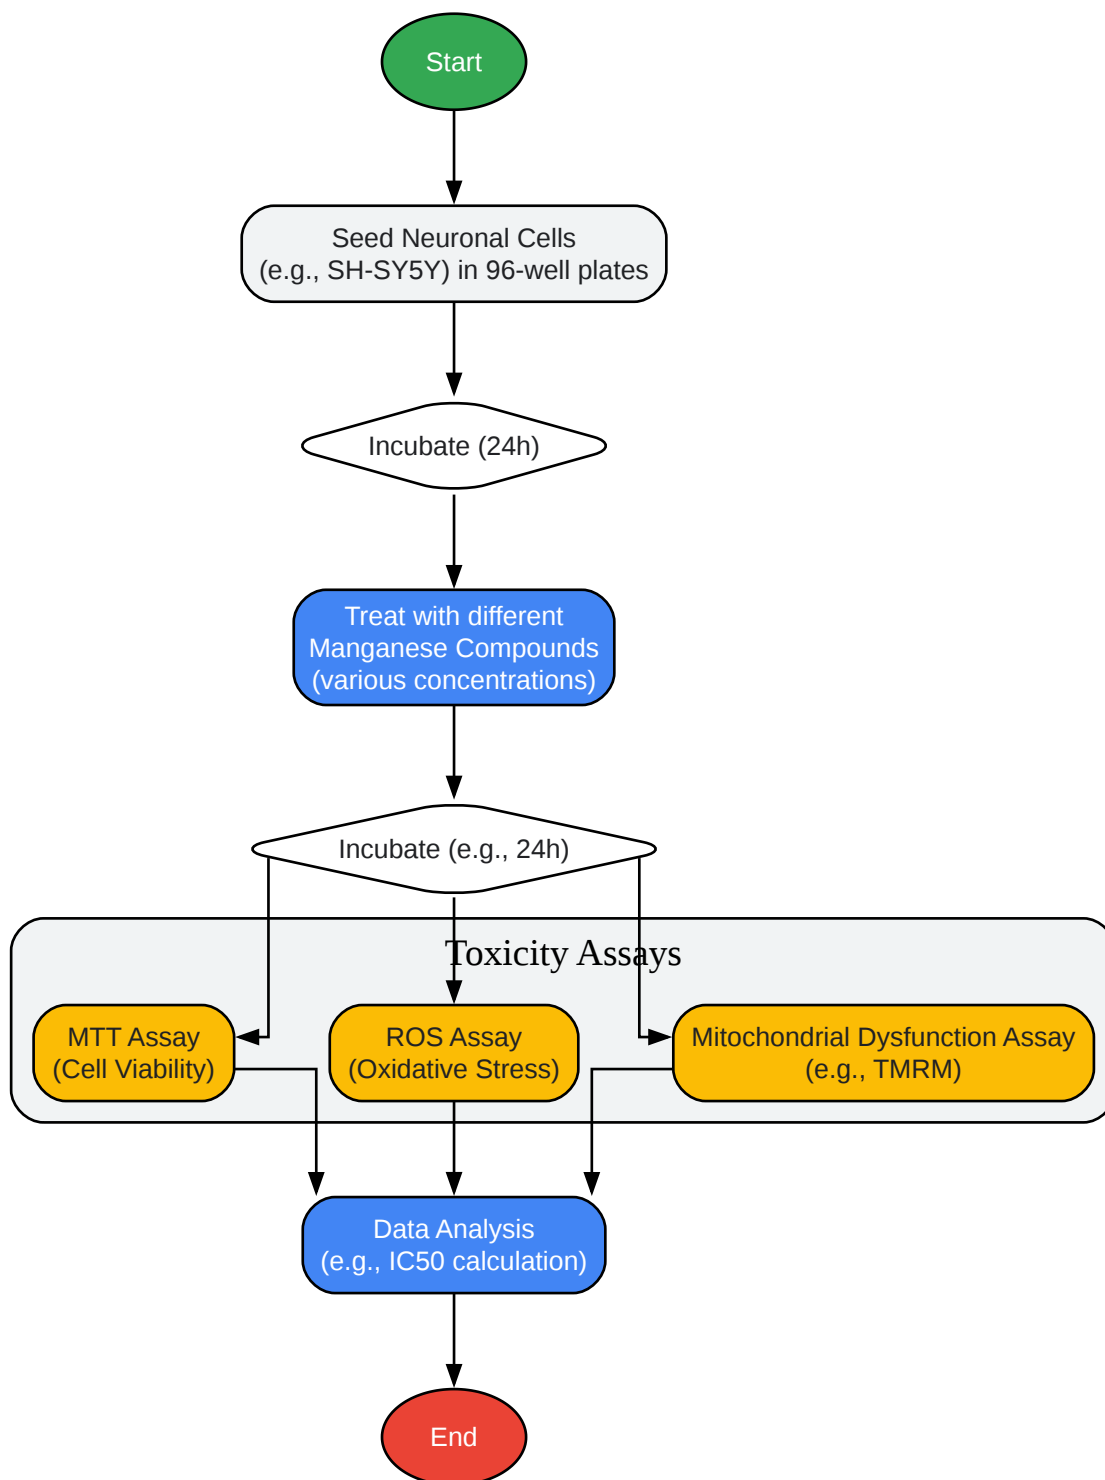 Start
Seed Neuronal Cells
(e.g., SH-SY5Y) in 96-well plates
Incubate (24h)
Treat with different
Manganese Compounds
(various concentrations)
Incubate (e.g., 24h)
Toxicity Assays
MTT Assay
(Cell Viability)
ROS Assay
(Oxidative Stress)
Mitochondrial Dysfunction Assay
(e.g., TMRM)
Data Analysis
(e.g., IC50 calculation)
End